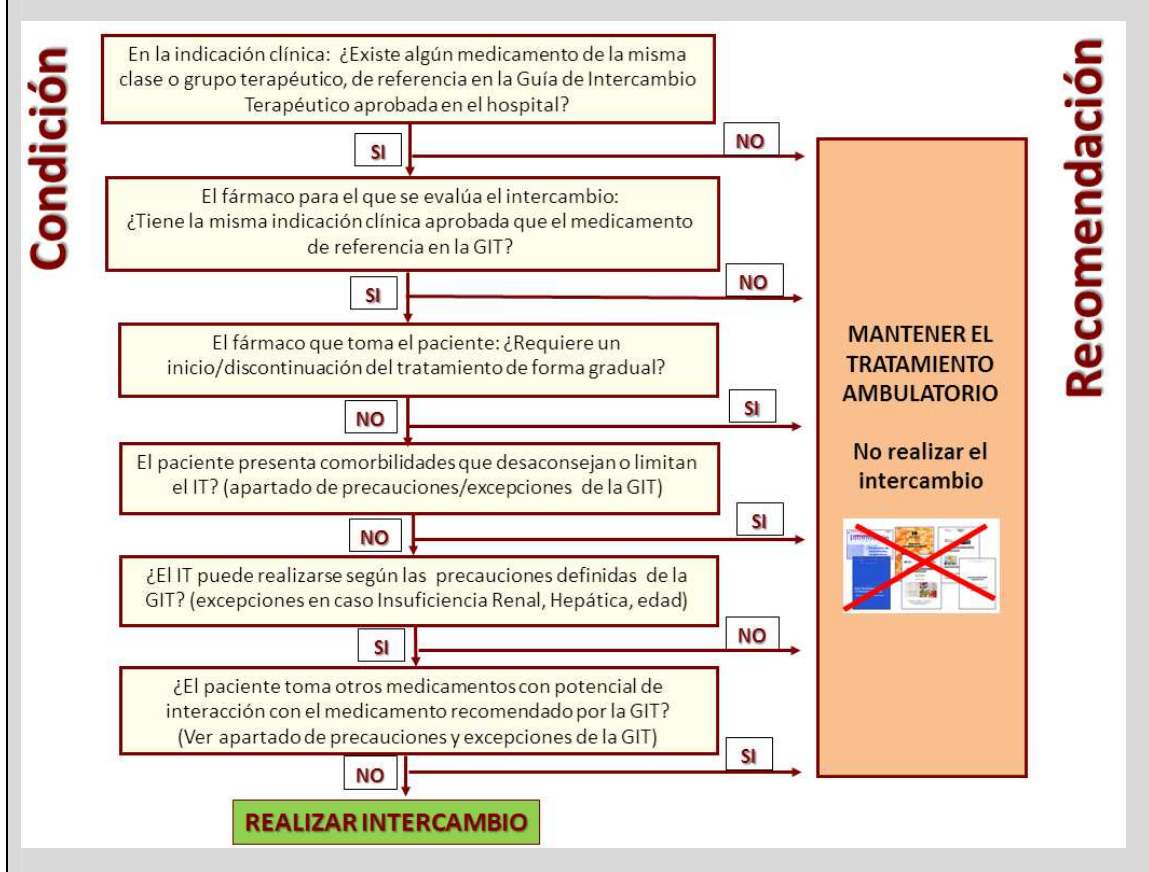 Condición
Recomendación
En la indicación clínica: ¿Existe algún medicamento de la misma
clase o grupo terapéutico, de referencia en la Guía de Intercambio
Terapéutico aprobada en el hospital?
SI
NO
El fármaco para el que se evalúa el intercambio:
¿Tiene la misma indicación clínica aprobada que el medicamento
de referencia en la GIT?
SI
NO
El fármaco que toma el paciente: ¿Requiere un
inicio/discontinuación del tratamiento de forma gradual?
NO
SI
El paciente presenta comorbilidades que desaconsejan o limitan
el IT? (apartado de precauciones/excepciones de la GIT)
NO
SI
¿El IT puede realizarse según las precauciones definidas de la
GIT? (excepciones en caso Insuficiencia Renal, Hepática, edad)
SI
NO
¿El paciente toma otros medicamentos con potencial de
interacción con el medicamento recomendado por la GIT?
(Ver apartado de precauciones y excepciones de la GIT)
NO
SI
REALIZAR INTERCAMBIO
MANTENER EL
TRATAMIENTO
AMBULATORIO
No realizar el
intercambio